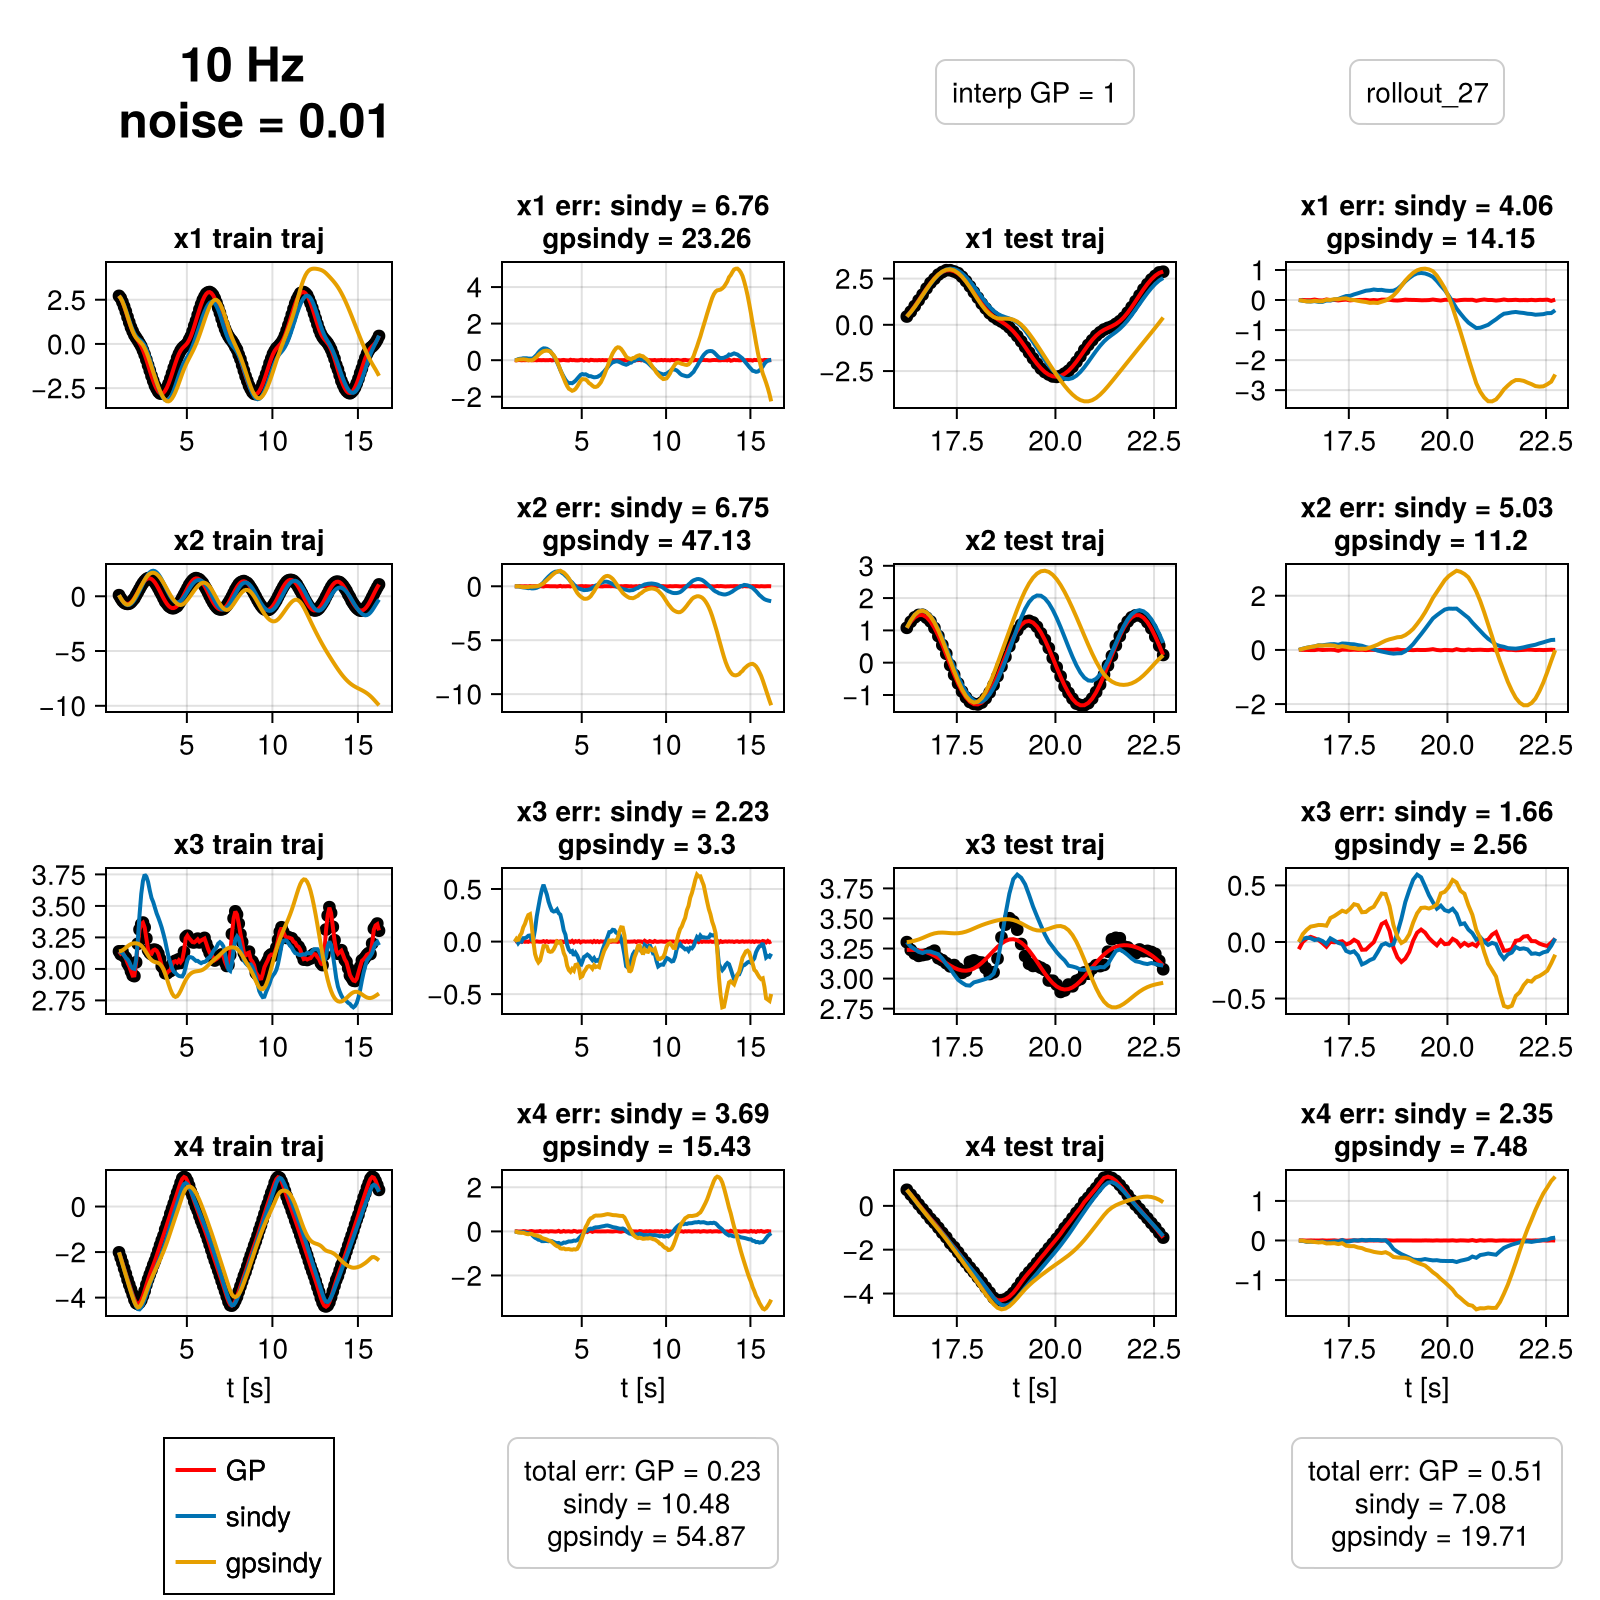 10 Hz
noise = 0.01
interp GP = 1
rollout_27
x1 train traj
2.5
0.0
−2.5
5
10
15
x1 err: sindy = 6.76
gpsindy = 23.26
4
2
0
−2
5
10
15
x1 test traj
2.5
0.0
−2.5
17.5
20.0
22.5
x1 err: sindy = 4.06
gpsindy = 14.15
1
0
−1
−2
−3
17.5
20.0
22.5
x2 train traj
0
−5
−10
5
10
15
x2 err: sindy = 6.75
gpsindy = 47.13
0
−5
−10
5
10
15
x2 test traj
3
2
1
0
−1
17.5
20.0
22.5
x2 err: sindy = 5.03
gpsindy = 11.2
2
0
−2
17.5
20.0
22.5
x3 train traj
3.75
3.50
3.25
3.00
2.75
5
10
15
x3 err: sindy = 2.23
gpsindy = 3.3
0.5
0.0
−0.5
5
10
15
x3 test traj
3.75
3.50
3.25
3.00
2.75
17.5
20.0
22.5
x3 err: sindy = 1.66
gpsindy = 2.56
0.5
0.0
−0.5
17.5
20.0
22.5
x4 train traj
0
−2
−4
5
10
15
t [s]
x4 err: sindy = 3.69
gpsindy = 15.43
2
0
−2
5
10
15
t [s]
x4 test traj
0
−2
−4
17.5
20.0
22.5
t [s]
x4 err: sindy = 2.35
gpsindy = 7.48
1
0
−1
17.5
20.0
22.5
t [s]
GP
sindy
gpsindy
total err: GP = 0.23
sindy = 10.48
gpsindy = 54.87
total err: GP = 0.51
sindy = 7.08
gpsindy = 19.71